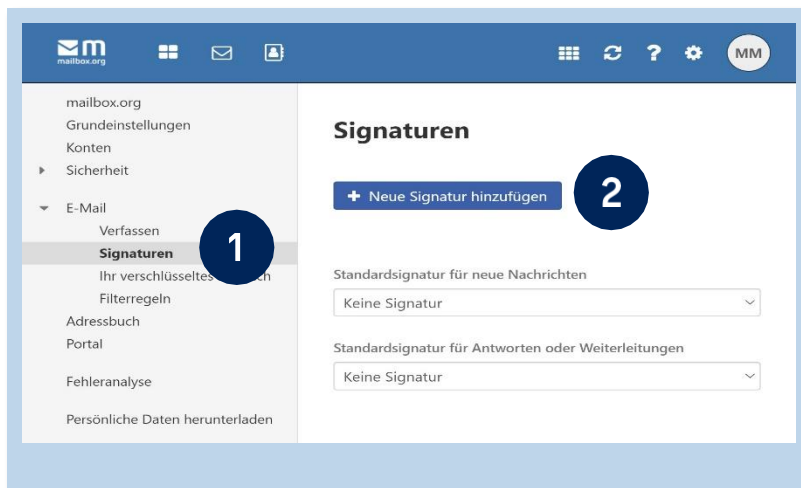 mailbox.org
MM
mailbox.org
Grundeinstellungen
Konten
Sicherheit
E-Mail
Verfassen
Signaturen
Ihr verschlüsseltes ch
Filterregeln
Adressbuch
Portal
Fehleranalyse
Persönliche Daten herunterladen
1
Signaturen
+ Neue Signatur hinzufügen
2
Standardsignatur für neue Nachrichten
Keine Signatur
Standardsignatur für Antworten oder Weiterleitungen
Keine Signatur